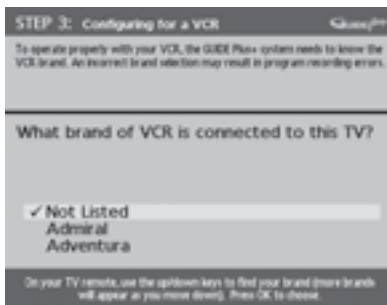 STEP 3: Configuring for a VCR
To operate properly with your VCR, the GUIDE Plus+ system needs to know the
VCR brand. An incorrect brand selection may result in program recording errors.
What brand of VCR is connected to this TV?
✓ Not Listed
Admiral
Adventura
On your TV remote, use the up/down keys to find your brand (more brands
will appear as you move down). Press OK to choose.